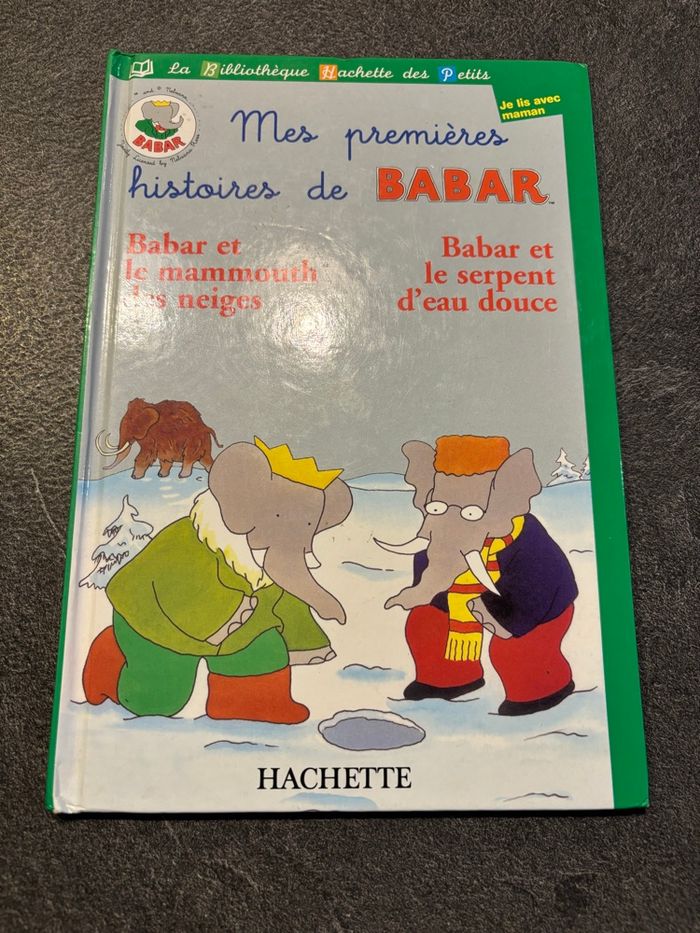 La Bibliothèque Hachette des Petits
Je lis avec
maman
BABAR
Mes premières
histoires de BABAR™
Babar et
le mammouth
des neiges
Babar et
le serpent
d'eau douce
HACHETTE